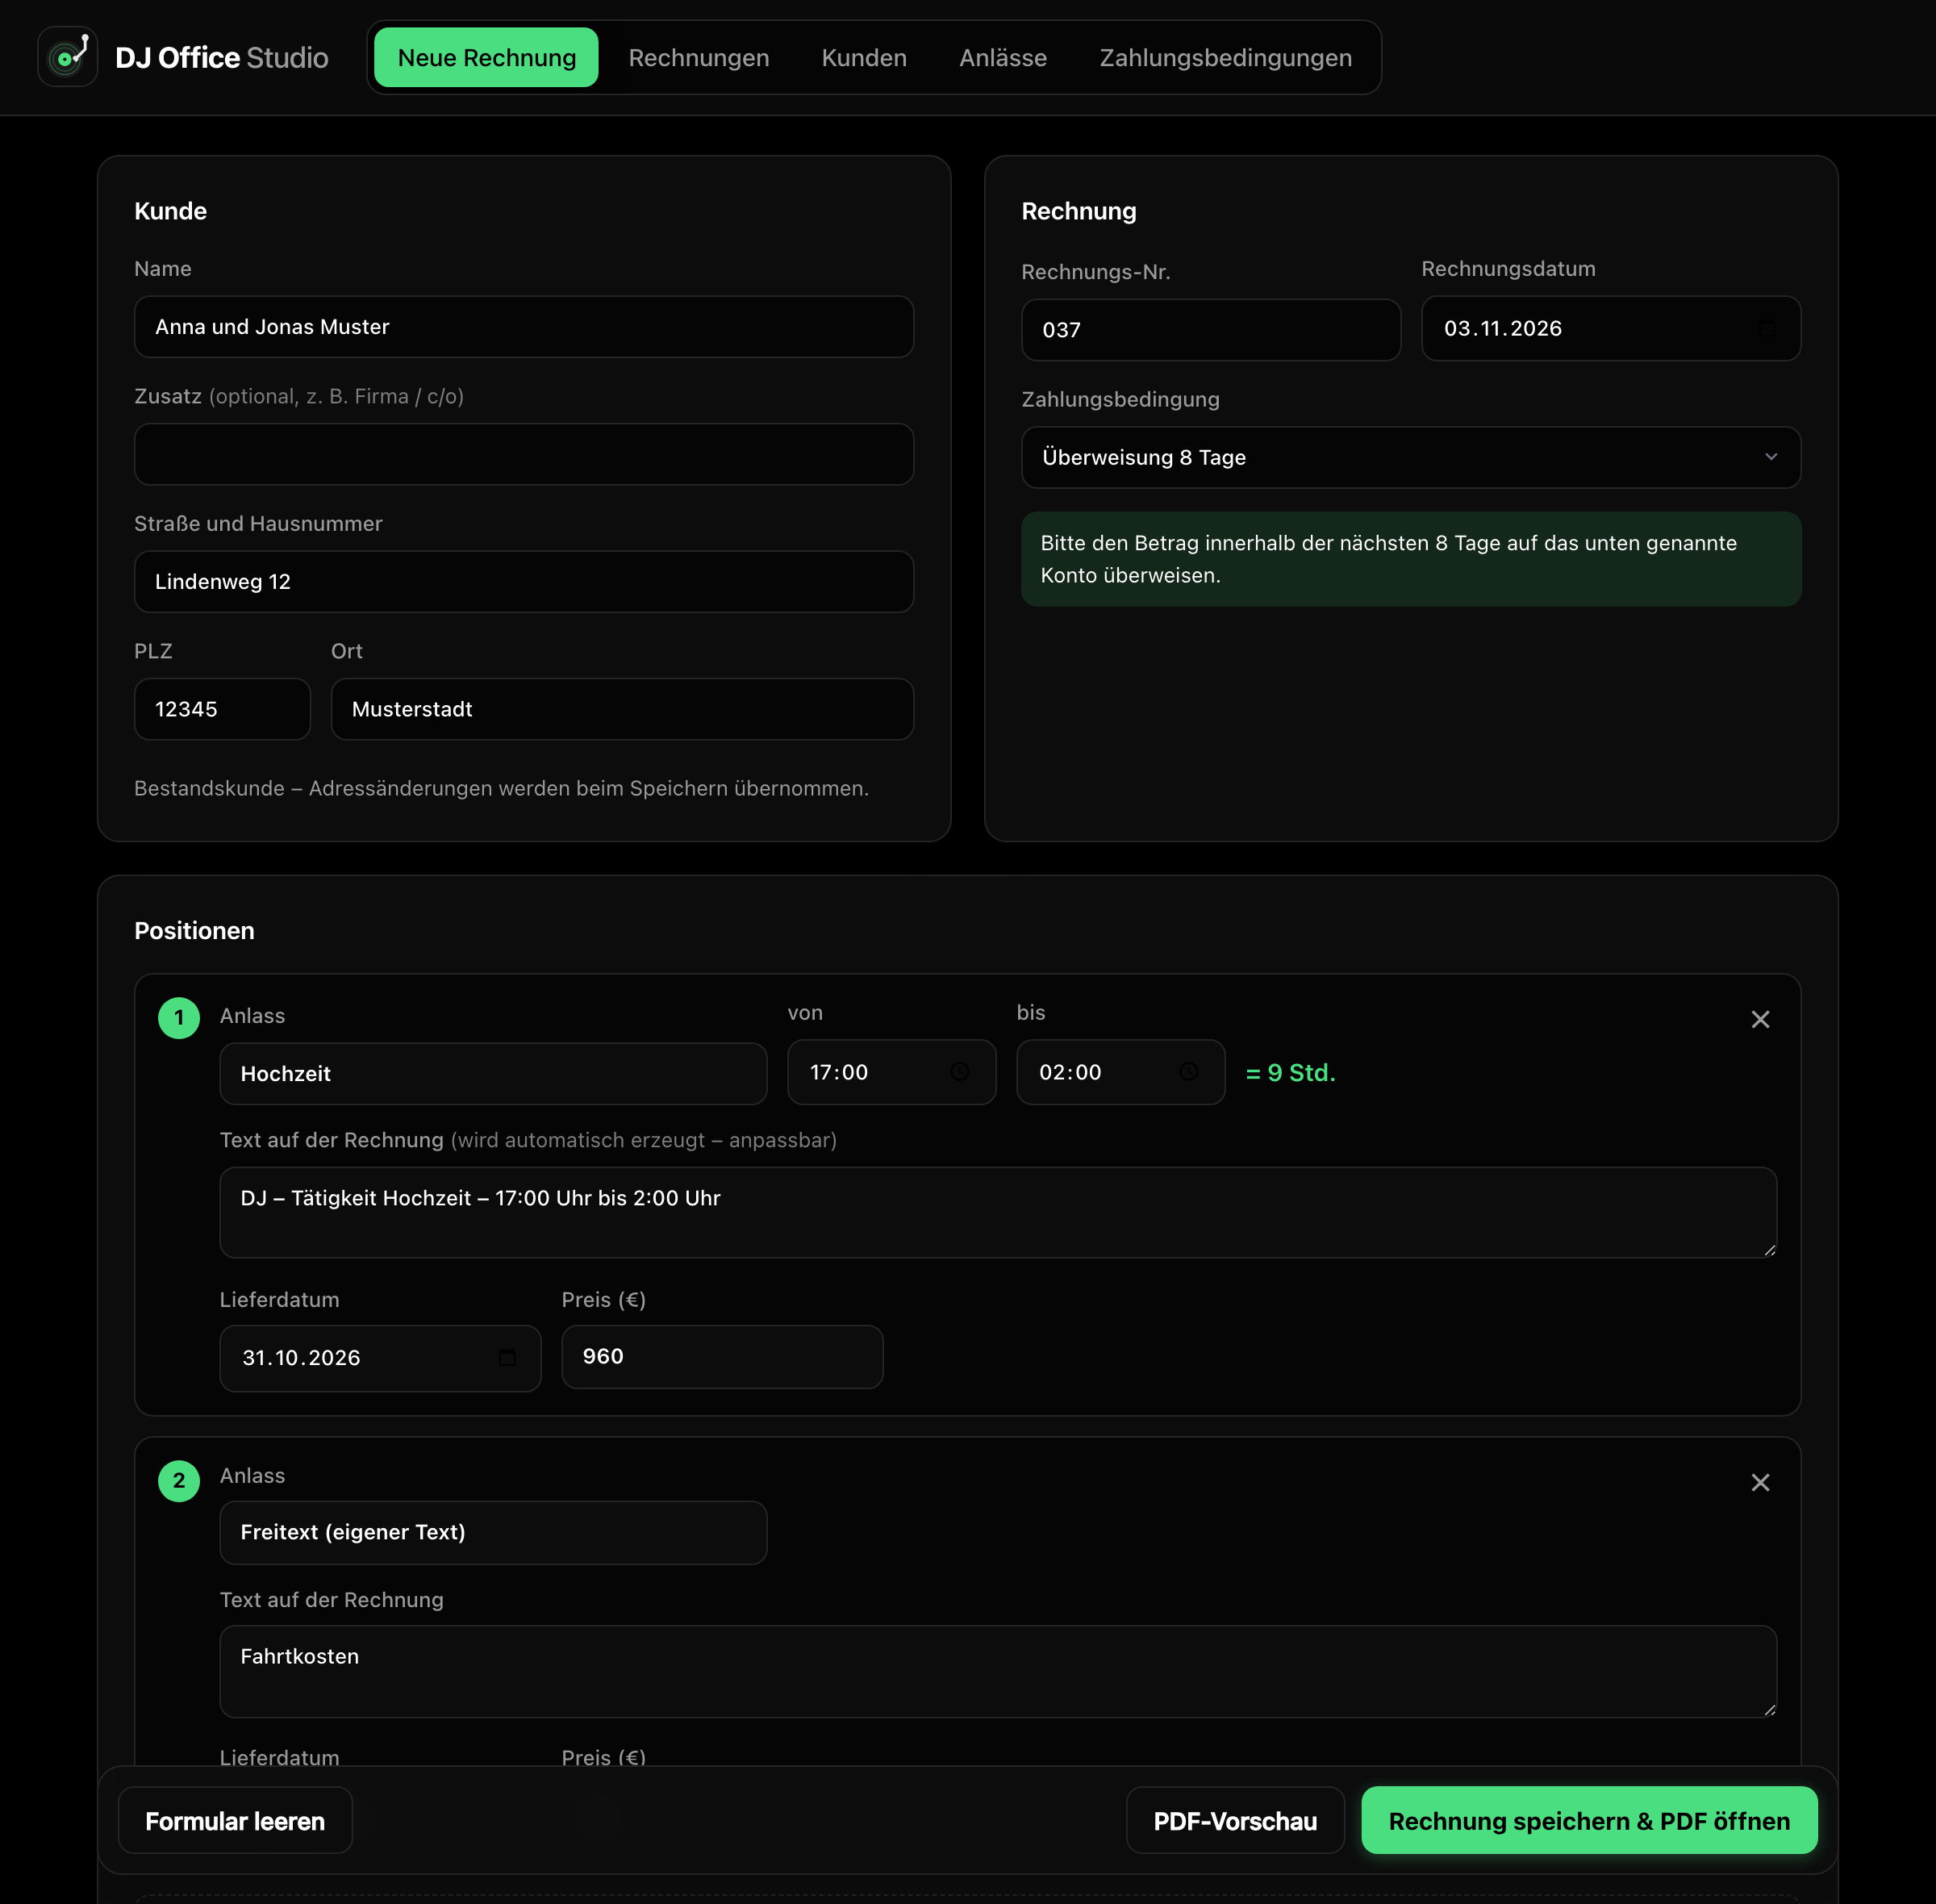 DJ Office Studio
Neue Rechnung
Rechnungen
Kunden
Anlässe
Zahlungsbedingungen
Kunde
Name
Anna und Jonas Muster
Zusatz (optional, z. B. Firma / c/o)
Straße und Hausnummer
Lindenweg 12
PLZ
Ort
12345
Musterstadt
Bestandskunde – Adressänderungen werden beim Speichern übernommen.
Rechnung
Rechnungs-Nr.
Rechnungsdatum
037
03.11.2026
Zahlungsbedingung
Überweisung 8 Tage
Bitte den Betrag innerhalb der nächsten 8 Tage auf das unten genannte
Konto überweisen.
Positionen
1
Anlass
von
bis
Hochzeit
17:00
02:00
= 9 Std.
Text auf der Rechnung (wird automatisch erzeugt – anpassbar)
DJ – Tätigkeit Hochzeit – 17:00 Uhr bis 2:00 Uhr
Lieferdatum
Preis (€)
31.10.2026
960
2
Anlass
Freitext (eigener Text)
Text auf der Rechnung
Fahrtkosten
Lieferdatum
Preis (€)
Formular leeren
PDF-Vorschau
Rechnung speichern & PDF öffnen